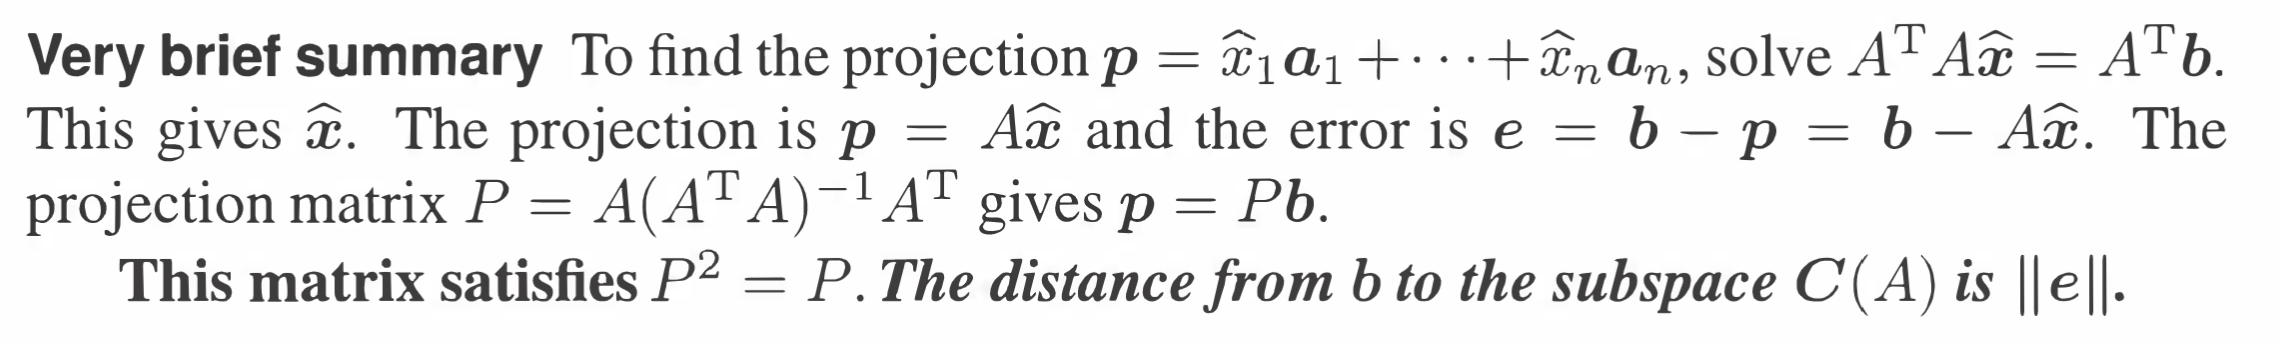 Very brief summary To find the projection p = x̂₁a₁ + · · · + x̂ₙaₙ, solve AᵀAx̂ = Aᵀb.
This gives x̂. The projection is p = Ax̂ and the error is e = b − p = b − Ax̂. The
projection matrix P = A(AᵀA)⁻¹Aᵀ gives p = Pb.
This matrix satisfies P² = P. The distance from b to the subspace C(A) is ||e||.